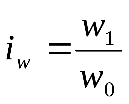 i_w = w_1 / w_0